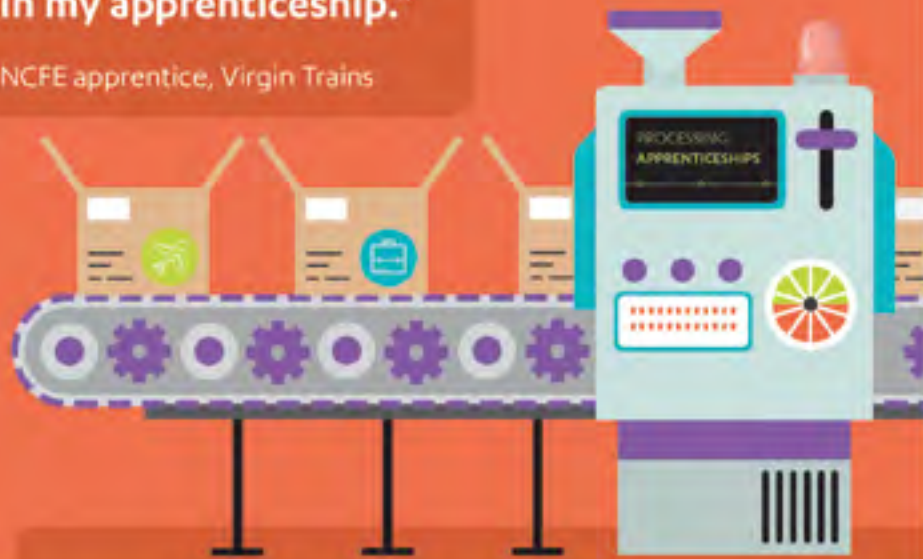 in my apprenticeship."
NCFE apprentice, Virgin Trains
PROCESSING:
APPRENTICESHIPS